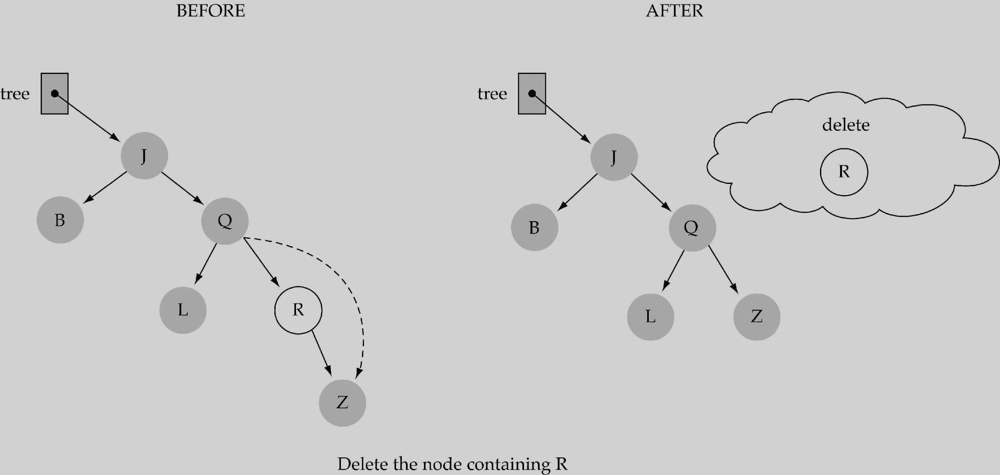 BEFORE
AFTER
tree
J
B
Q
L
R
Z
tree
J
B
Q
L
Z
delete
R
Delete the node containing R